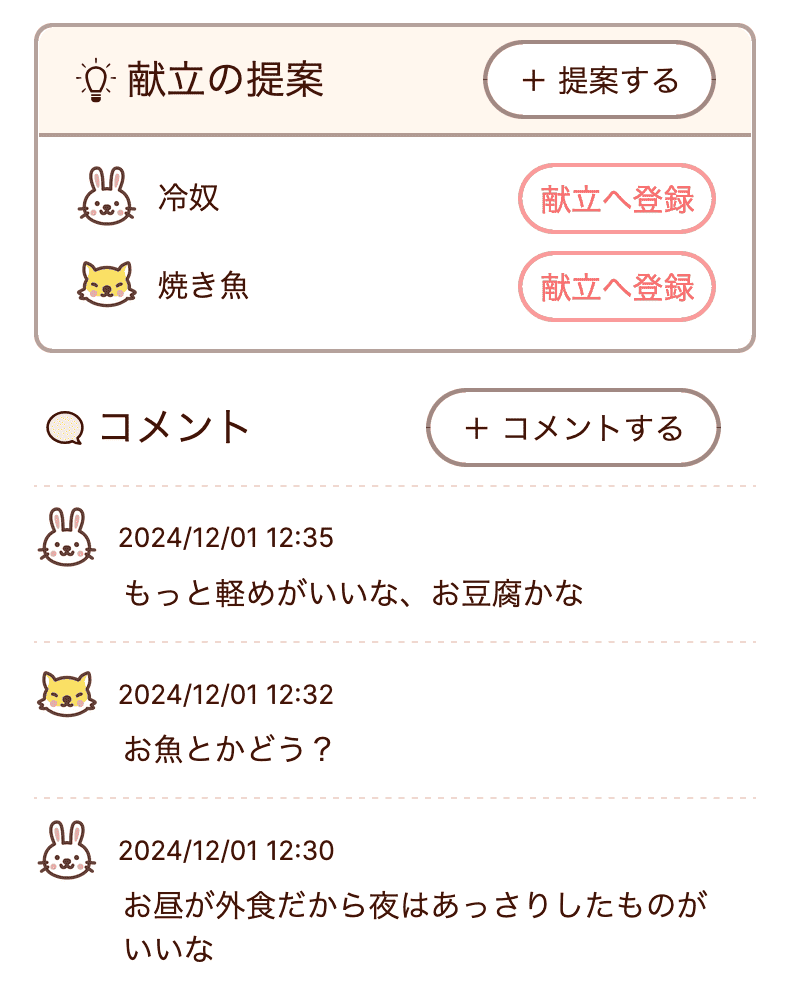 献立の提案
+ 提案する
冷奴
献立へ登録
焼き魚
献立へ登録
コメント
+ コメントする
2024/12/01 12:35
もっと軽めがいいな、お豆腐かな
2024/12/01 12:32
お魚とかどう？
2024/12/01 12:30
お昼が外食だから夜はあっさりしたものが
いいな